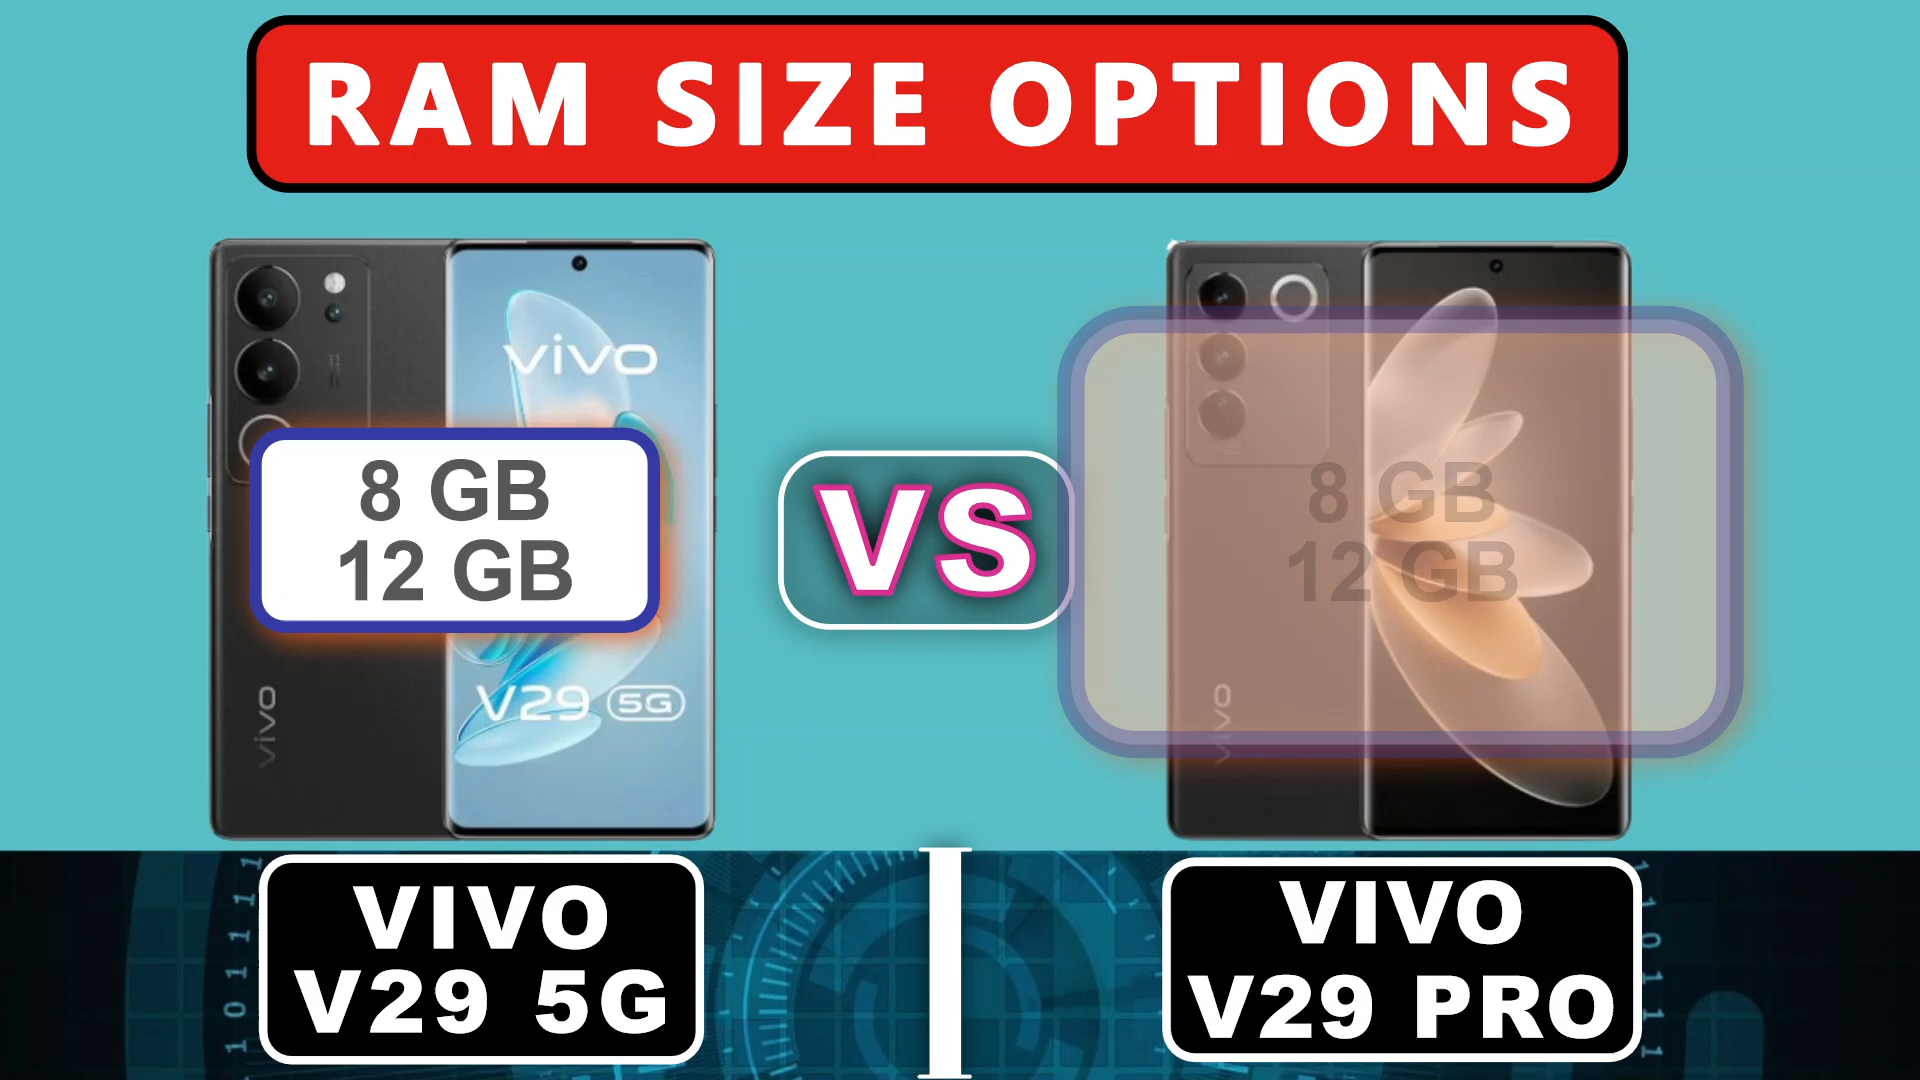 RAM SIZE OPTIONS
vivo
8 GB
12 GB
V29 5G
vivo
VS
8 GB
12 GB
vivo
VIVO
V29 5G
VIVO
V29 PRO